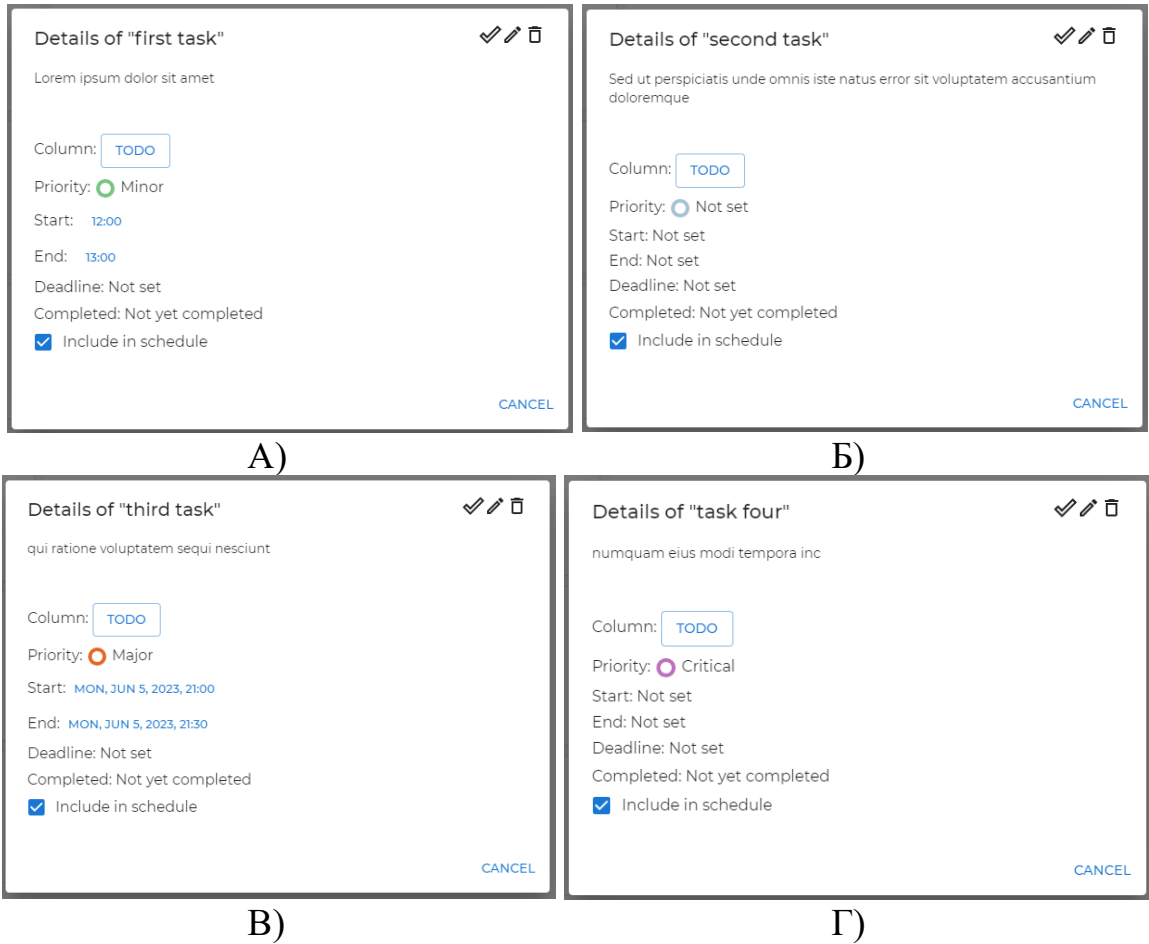 Details of "first task"
Lorem ipsum dolor sit amet
Column: TODO
Priority: Minor
Start: 12:00
End: 13:00
Deadline: Not set
Completed: Not yet completed
Include in schedule
CANCEL
А)
Details of "second task"
Sed ut perspiciatis unde omnis iste natus error sit voluptatem accusantium
doloremque
Column: TODO
Priority: Not set
Start: Not set
End: Not set
Deadline: Not set
Completed: Not yet completed
Include in schedule
CANCEL
Б)
Details of "third task"
qui ratione voluptatem sequi nesciunt
Column: TODO
Priority: Major
Start: MON, JUN 5, 2023, 21:00
End: MON, JUN 5, 2023, 21:30
Deadline: Not set
Completed: Not yet completed
Include in schedule
CANCEL
В)
Details of "task four"
numquam eius modi tempora inc
Column: TODO
Priority: Critical
Start: Not set
End: Not set
Deadline: Not set
Completed: Not yet completed
Include in schedule
CANCEL
Г)